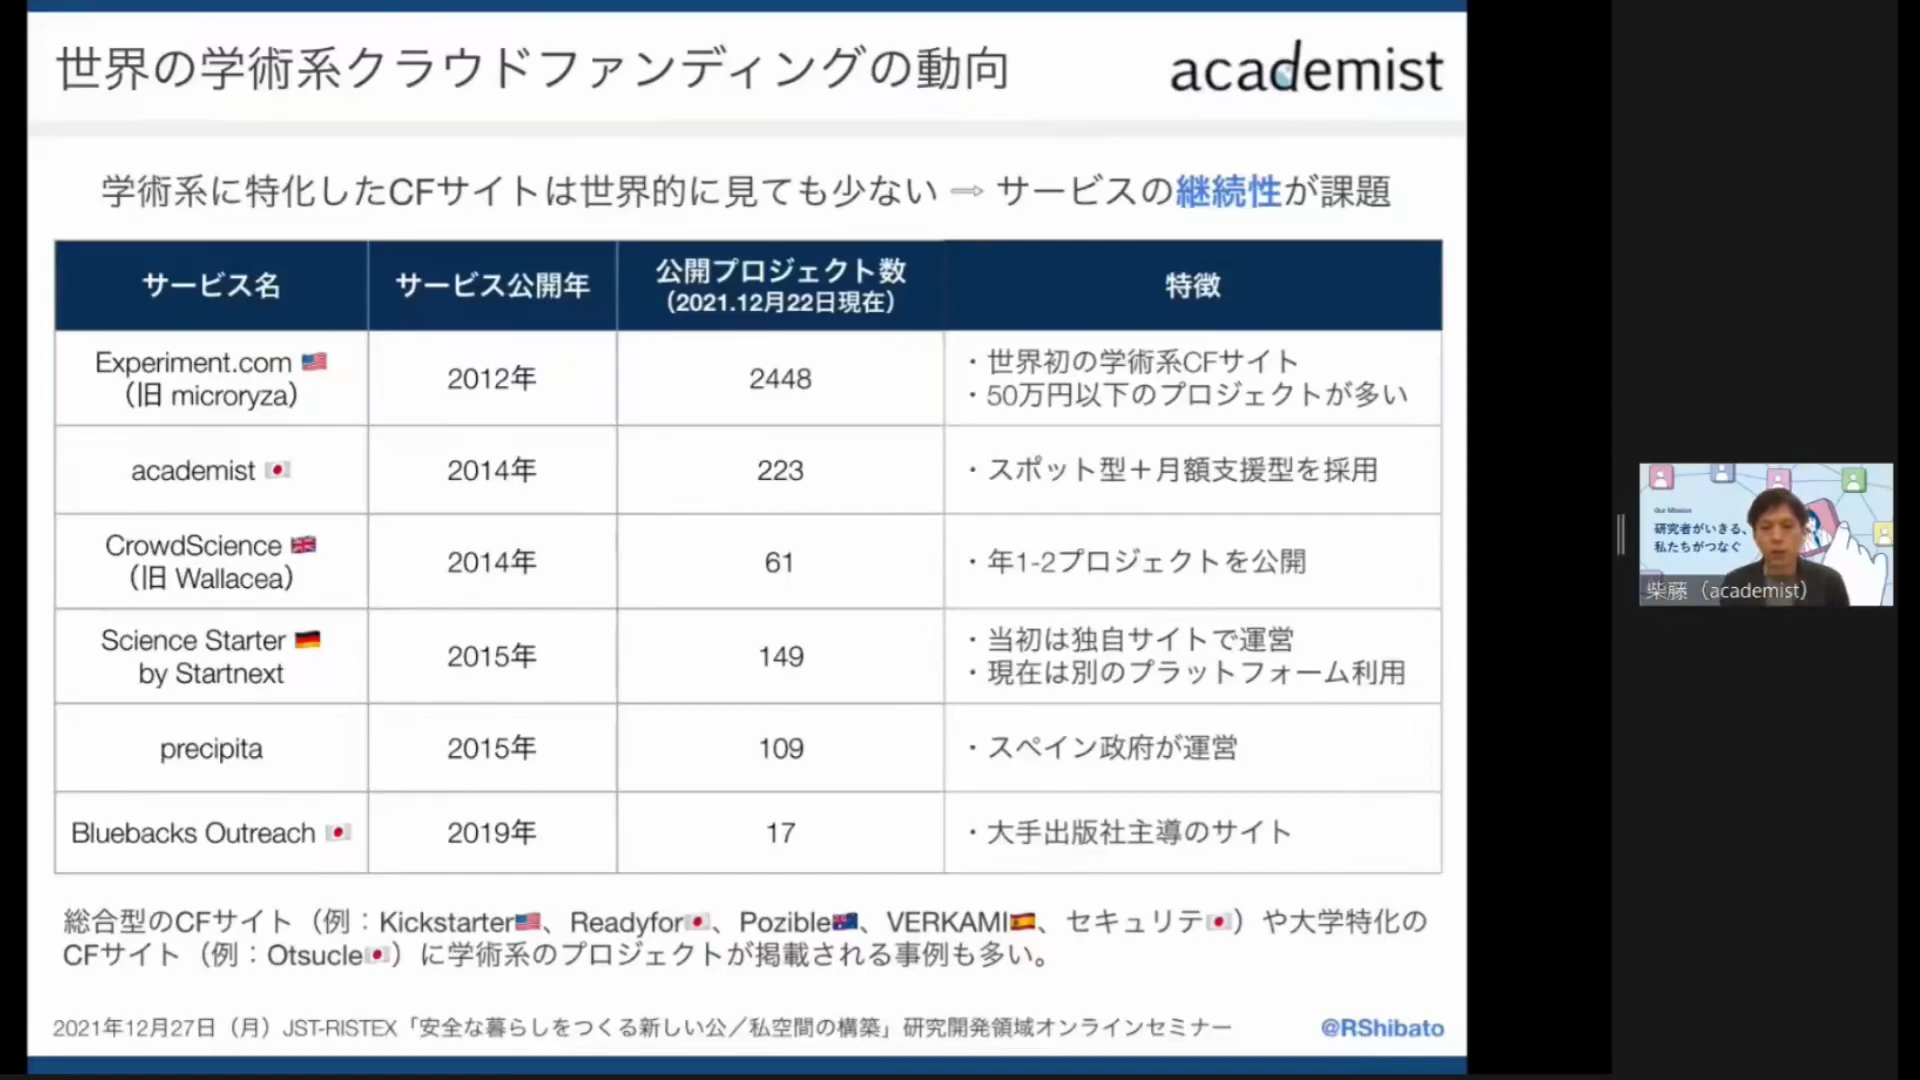 世界の学術系クラウドファンディングの動向
academist
学術系に特化したCFサイトは世界的に見ても少ない ⇨ サービスの継続性が課題
サービス名
サービス公開年
公開プロジェクト数
（2021.12月22日現在）
特徴
Experiment.com
（旧 microryza）
2012年
2448
・世界初の学術系CFサイト
・50万円以下のプロジェクトが多い
academist
2014年
223
・スポット型＋月額支援型を採用
CrowdScience
（旧 Wallacea）
2014年
61
・年1-2プロジェクトを公開
Science Starter
by Startnext
2015年
149
・当初は独自サイトで運営
・現在は別のプラットフォーム利用
precipita
2015年
109
・スペイン政府が運営
Bluebacks Outreach
2019年
17
・大手出版社主導のサイト
総合型のCFサイト（例：Kickstarter、Readyfor、Pozible、VERKAMI、セキュリテ）や大学特化の
CFサイト（例：Otsucle）に学術系のプロジェクトが掲載される事例も多い。
2021年12月27日（月）JST-RISTEX「安全な暮らしをつくる新しい公／私空間の構築」研究開発領域オンラインセミナー
@RShibato
Our Mission
研究者がいきる、
私たちがつなぐ
柴藤（academist）